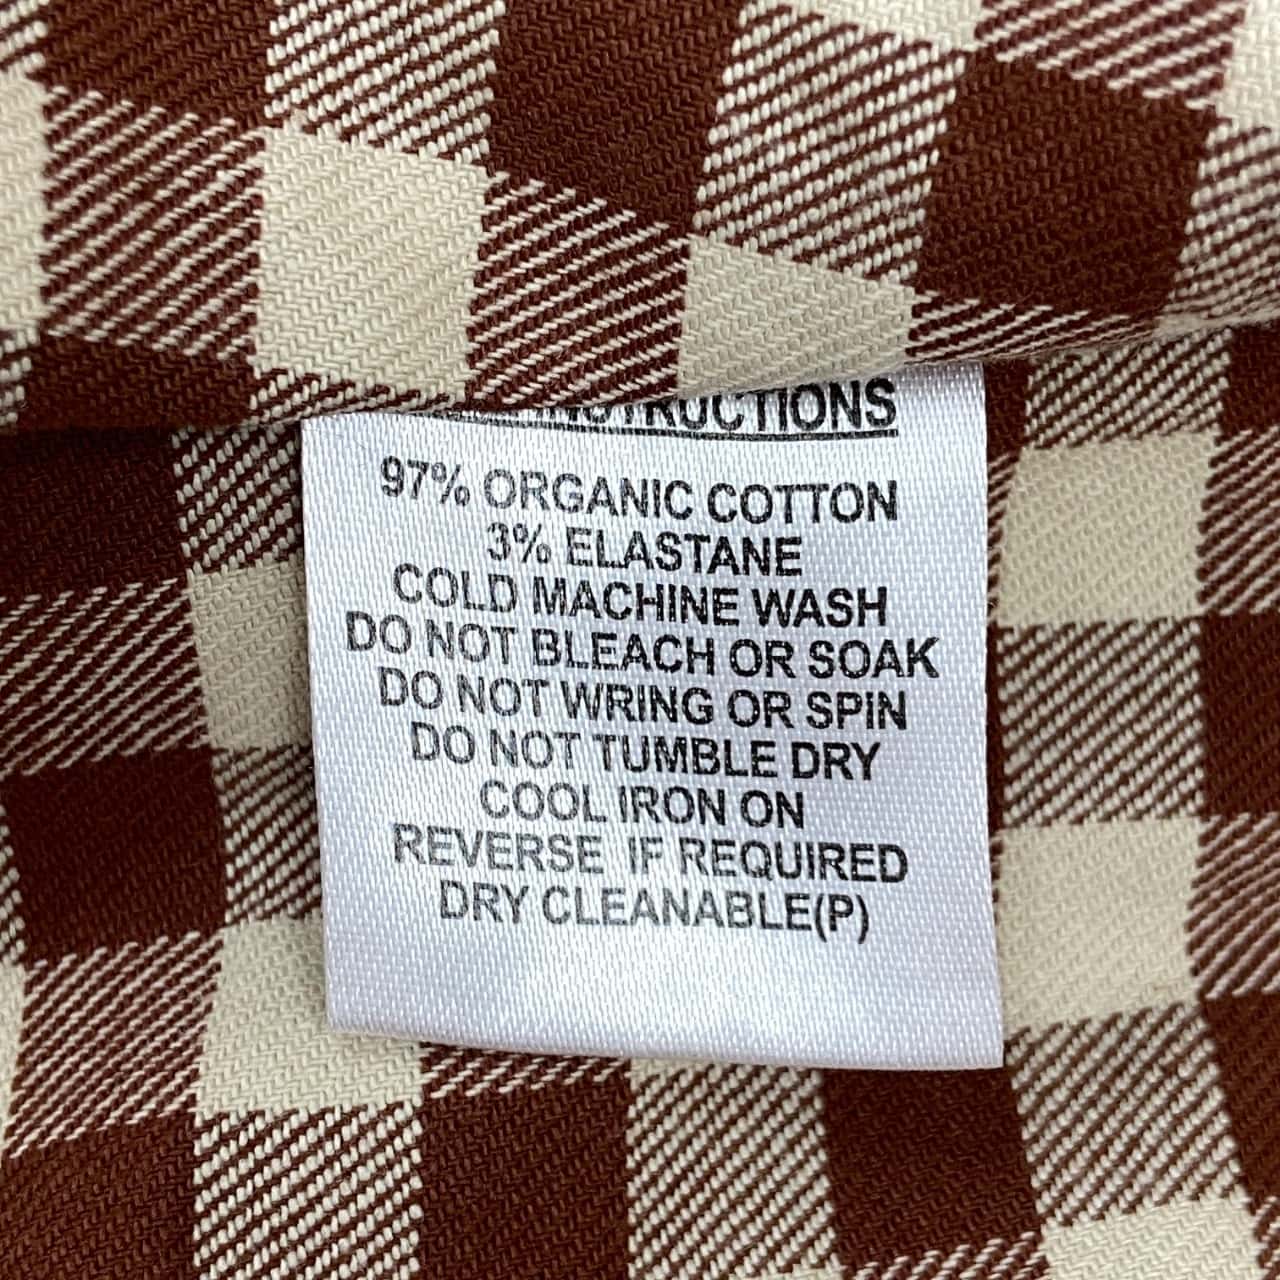 INSTRUCTIONS
97% ORGANIC COTTON
3% ELASTANE
COLD MACHINE WASH
DO NOT BLEACH OR SOAK
DO NOT WRING OR SPIN
DO NOT TUMBLE DRY
COOL IRON ON
REVERSE IF REQUIRED
DRY CLEANABLE(P)